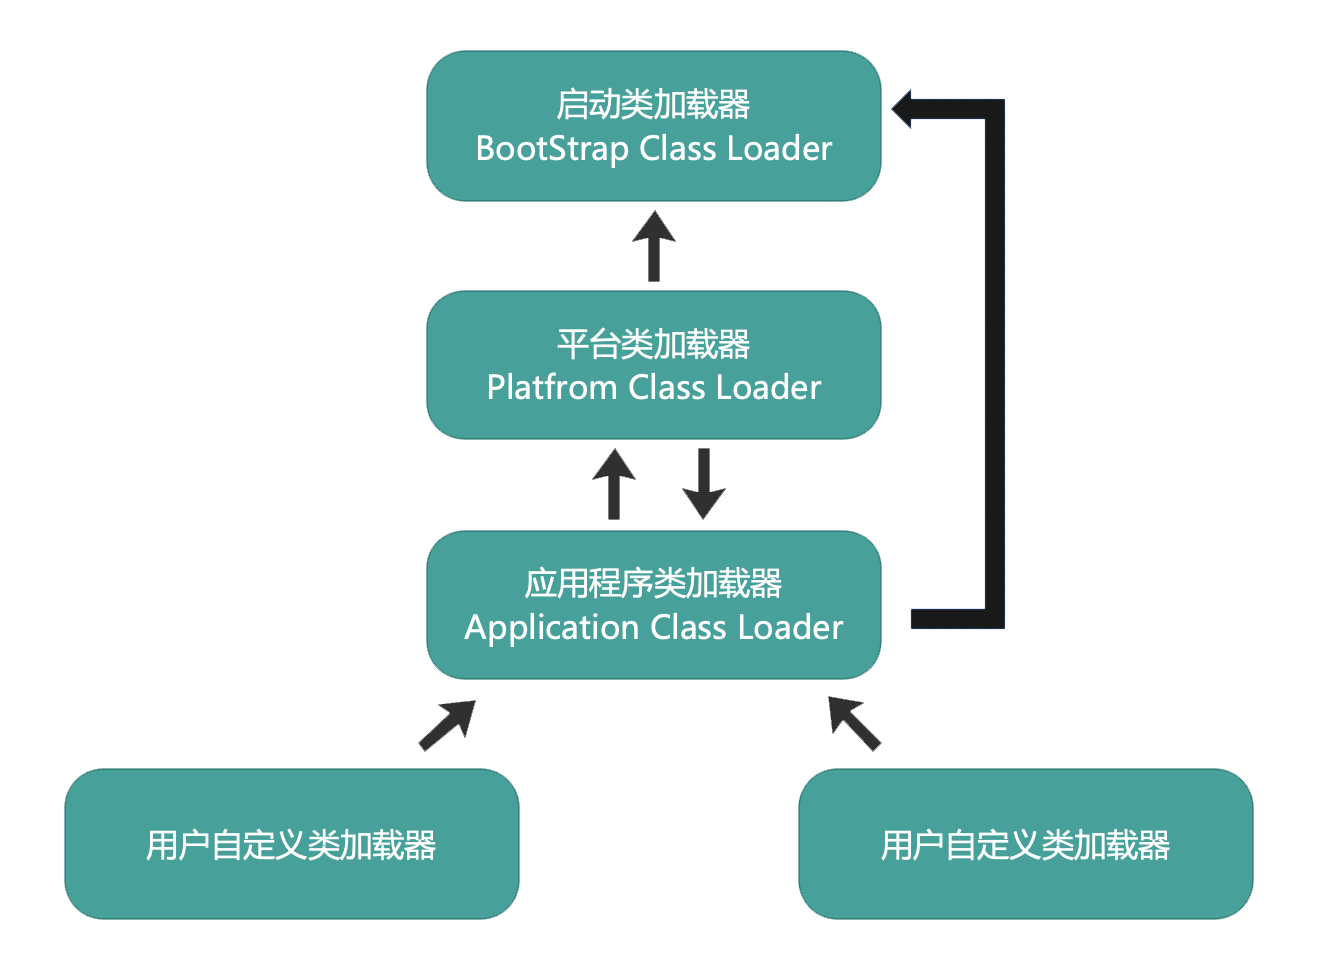 启动类加载器
BootStrap Class Loader
平台类加载器
Platfrom Class Loader
应用程序类加载器
Application Class Loader
用户自定义类加载器
用户自定义类加载器